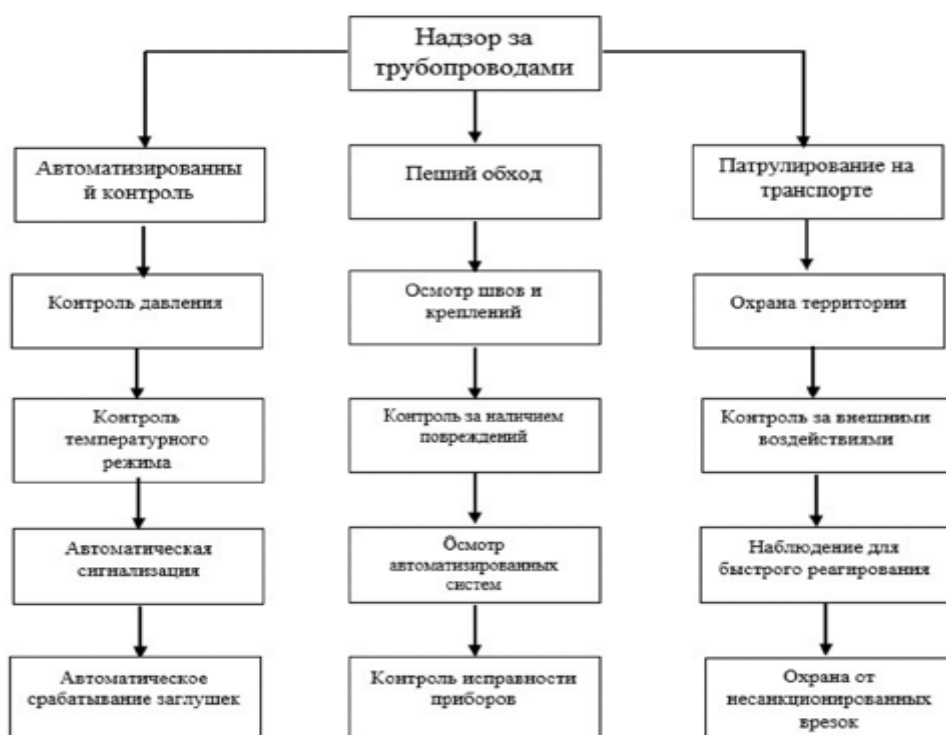 Надзор за
трубопроводами
Автоматизированны
й контроль
Пеший обход
Патрулирование на
транспорте
Контроль давления
Осмотр швов и
креплений
Охрана территории
Контроль
температурного
режима
Контроль за наличием
повреждений
Контроль за внешними
воздействиями
Автоматическая
сигнализация
Осмотр
автоматизированных
систем
Наблюдение для
быстрого реагирования
Автоматическое
срабатывание заглушек
Контроль исправности
приборов
Охрана от
несанкционированных
врезок